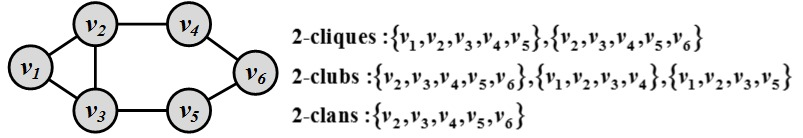 v2 v4
2-cliques :{v1,v2,v3,v4,v5},{v2,v3,v4,v5,v6}
v1 v6
2-clubs :{v2,v3,v4,v5,v6},{v1,v2,v3,v4},{v1,v2,v3,v5}
v3 v5
2-clans :{v2,v3,v4,v5,v6}